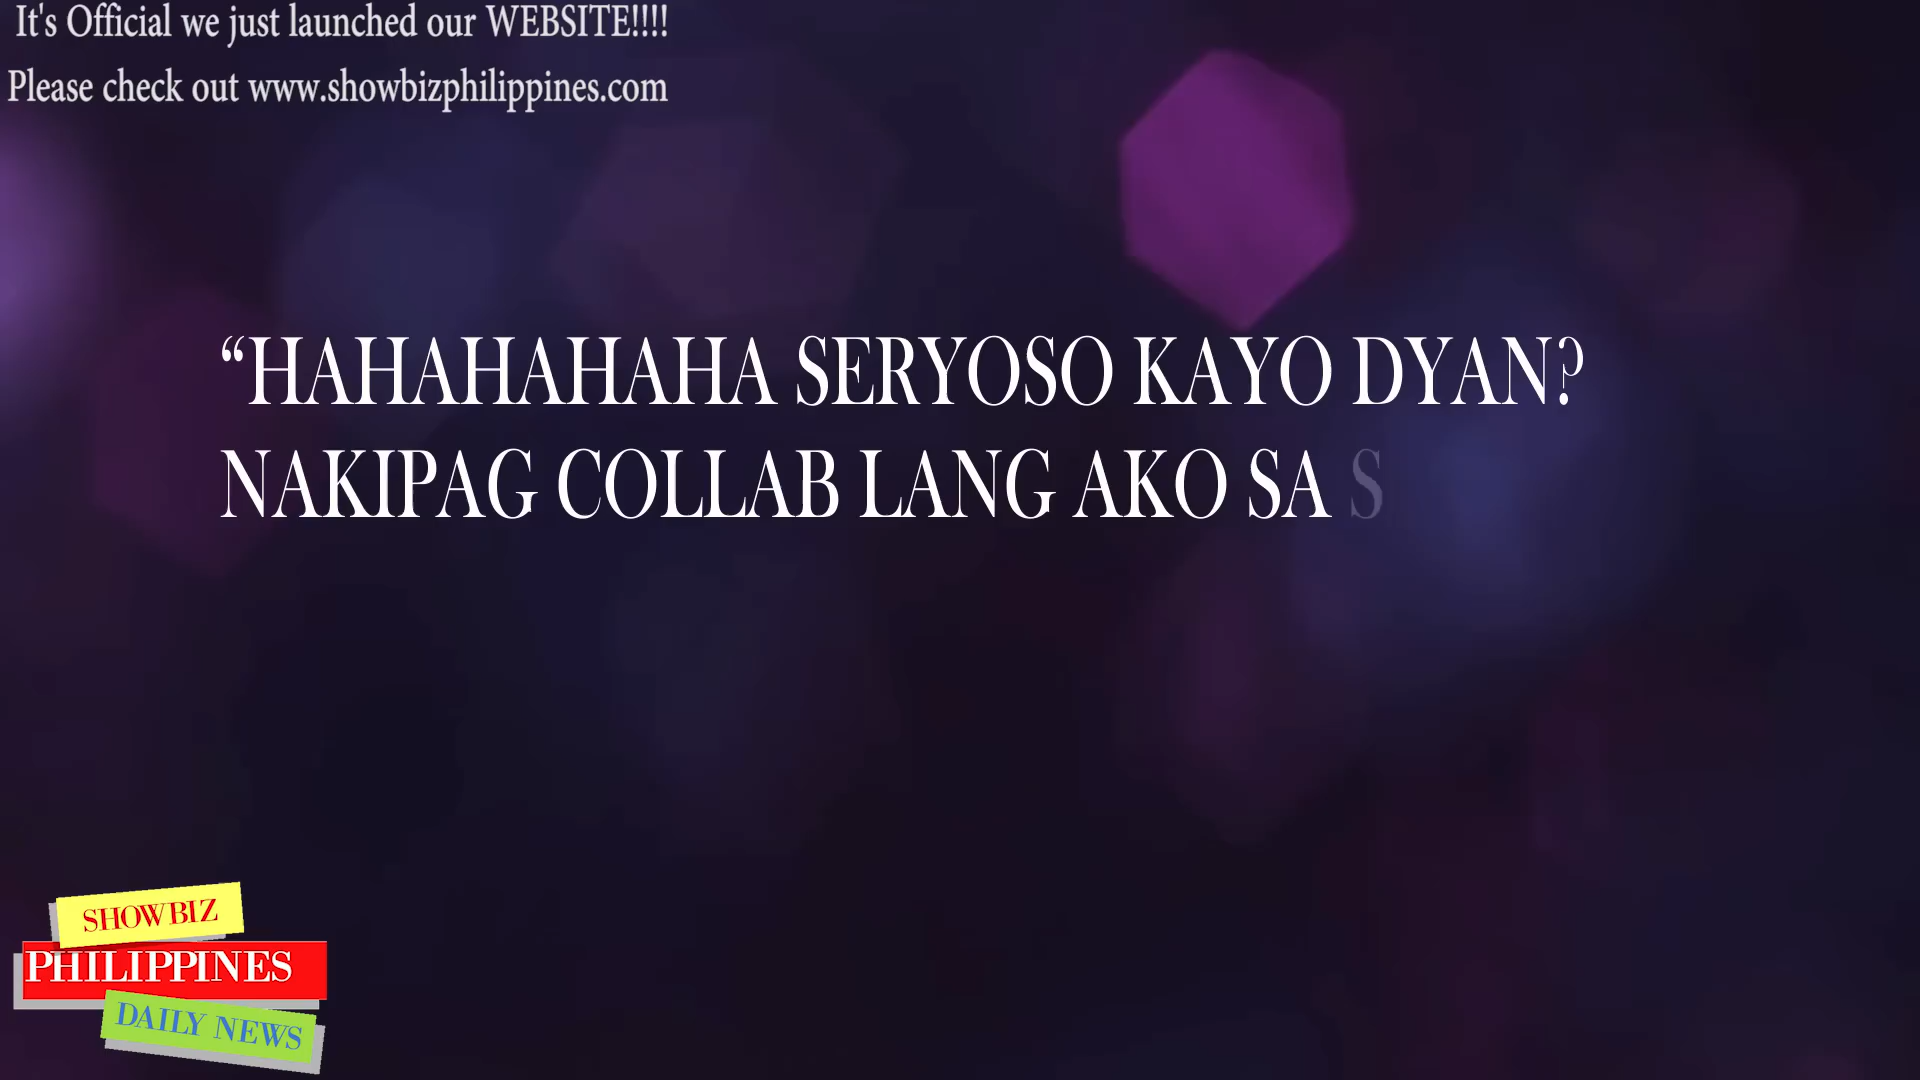 It's Official we just launched our WEBSITE!!!!
Please check out www.showbizphilippines.com
“HAHAHAHAHA SERYOSO KAYO DYAN?
NAKIPAG COLLAB LANG AKO SA S
SHOWBIZ
PHILIPPINES
DAILY NEWS